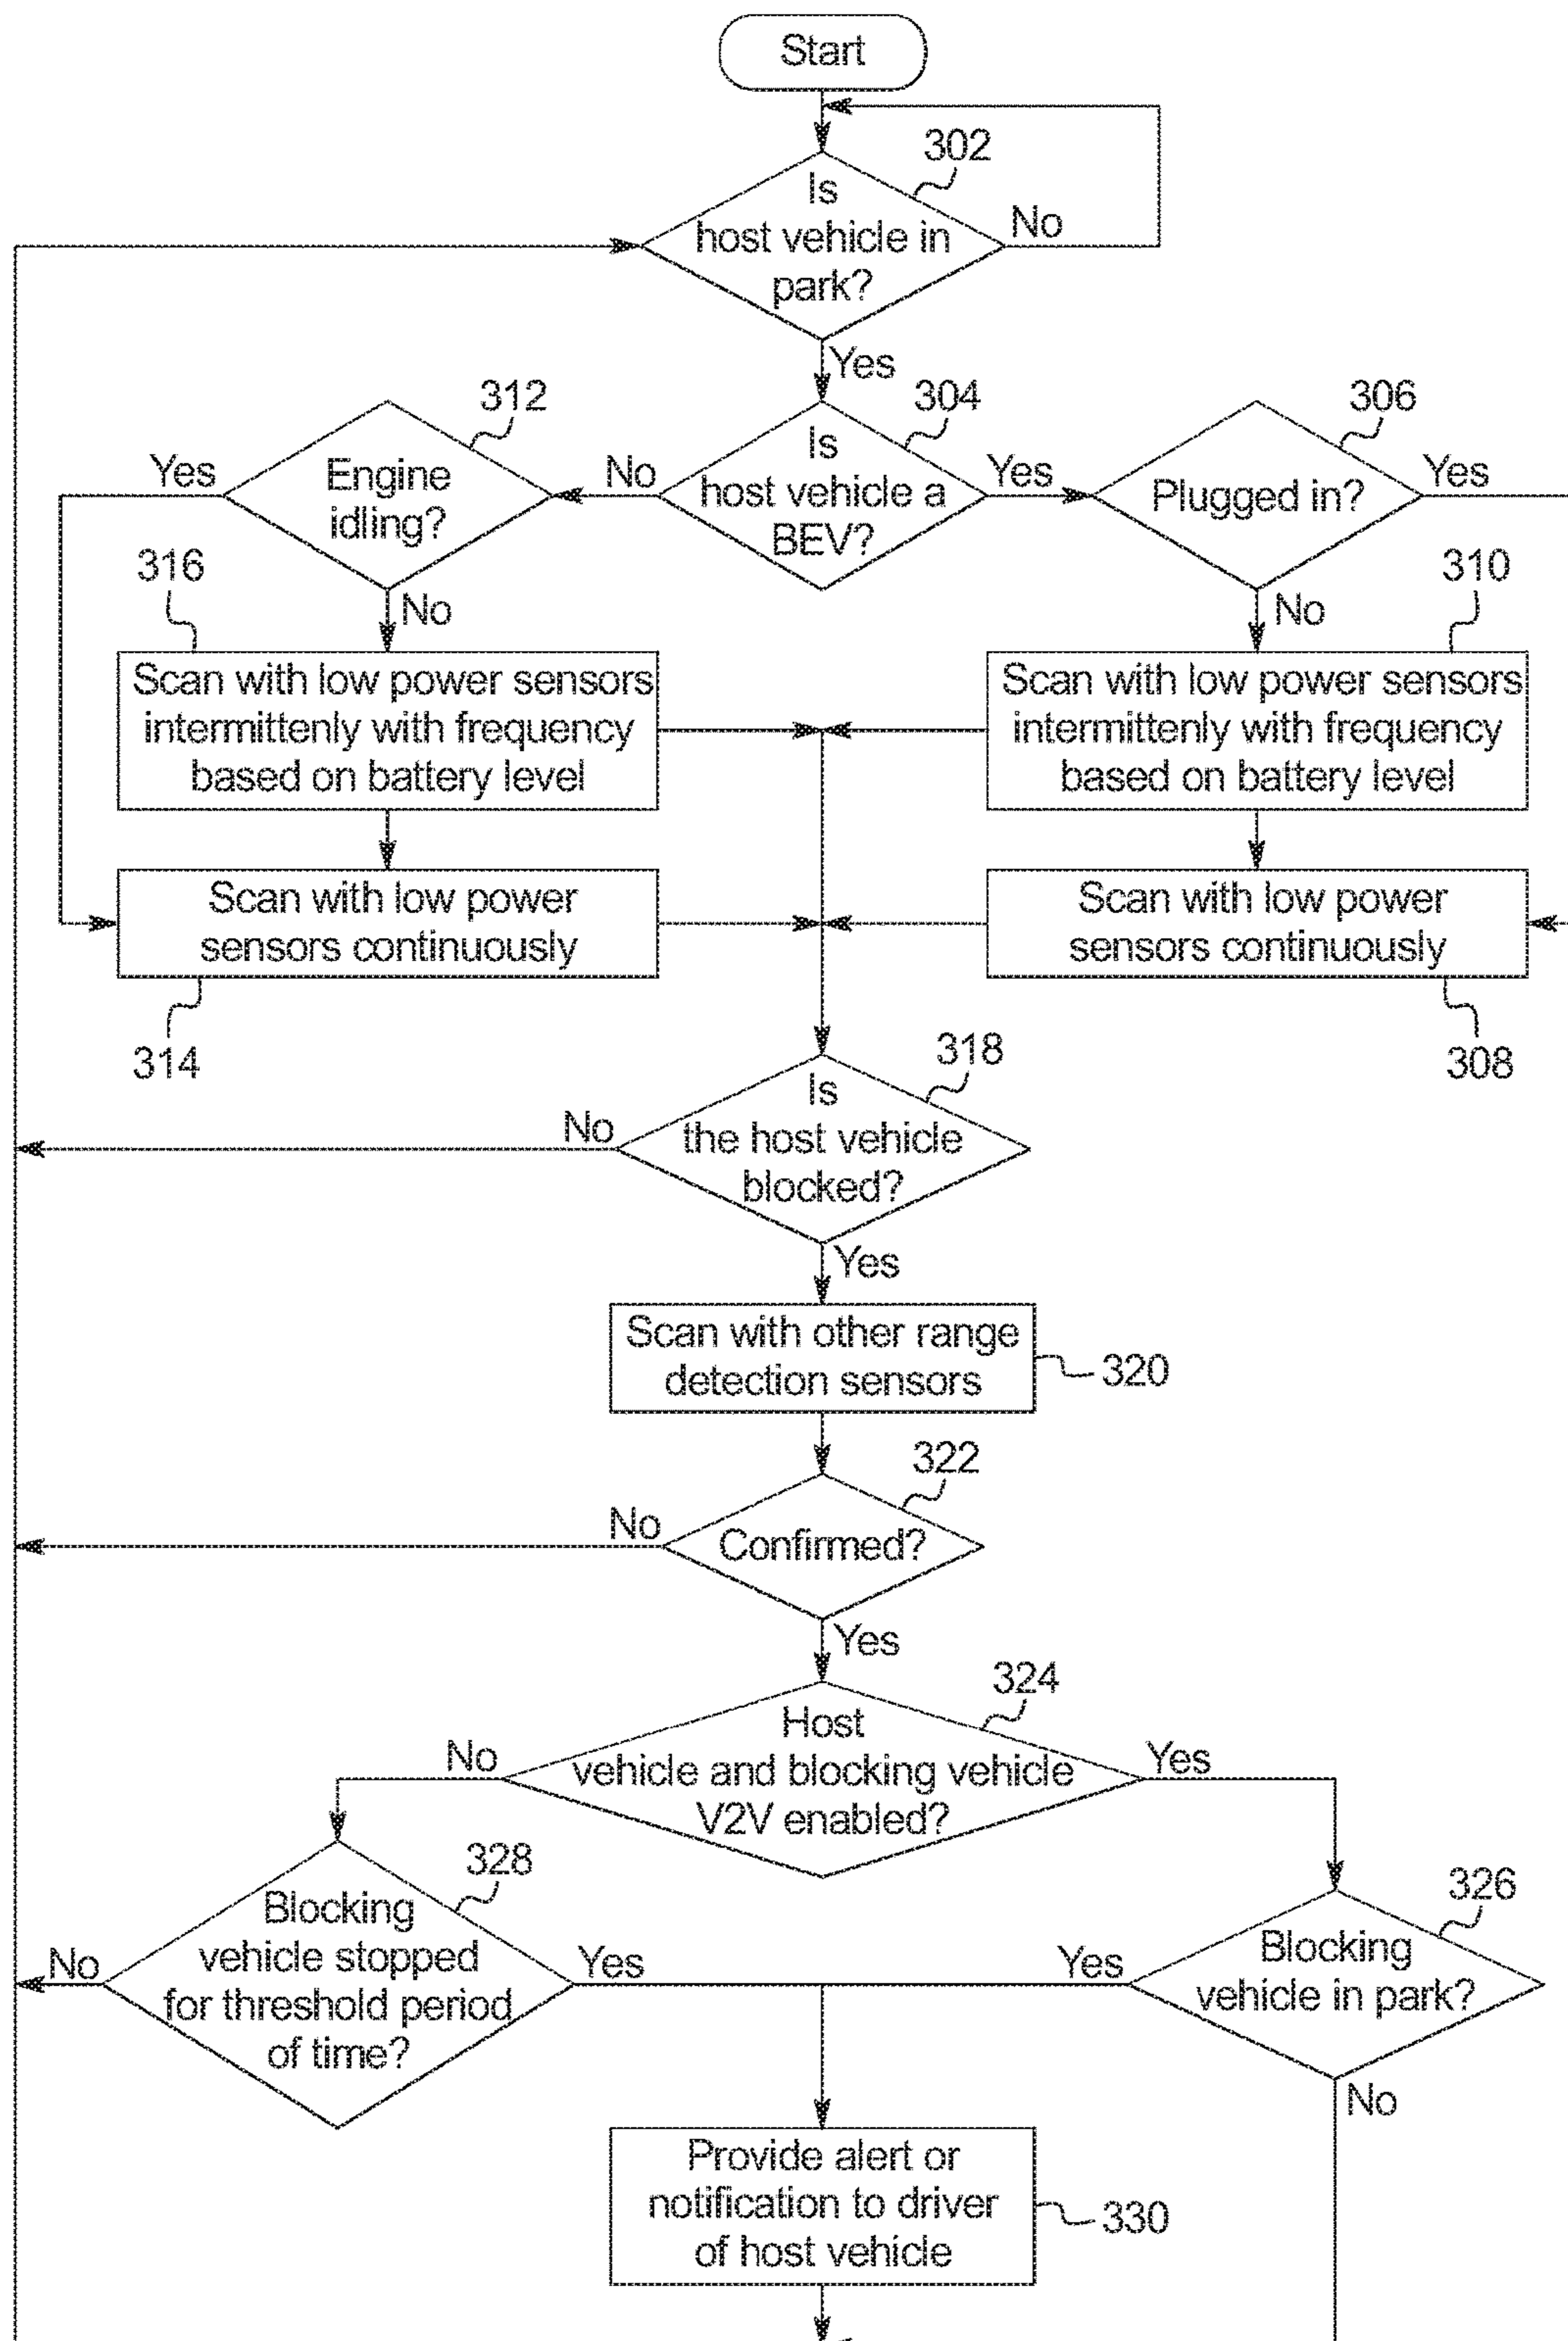 Start
302
Is
host vehicle in
park?
No
Yes
312
304
306
Yes
Engine
idling?
No
Is
host vehicle a
BEV?
Yes
Plugged in?
Yes
316
No
310
No
Scan with low power sensors
intermittenly with frequency
based on battery level
Scan with low power sensors
intermittenly with frequency
based on battery level
Scan with low power
sensors continuously
Scan with low power
sensors continuously
314
308
318
Is
the host vehicle
blocked?
No
Yes
Scan with other range
detection sensors
320
322
No
Confirmed?
Yes
324
Host
vehicle and blocking vehicle
V2V enabled?
No
Yes
328
Blocking
vehicle stopped
for threshold period
of time?
No
Yes
326
Yes
Blocking
vehicle in park?
No
Provide alert or
notification to driver
of host vehicle
330